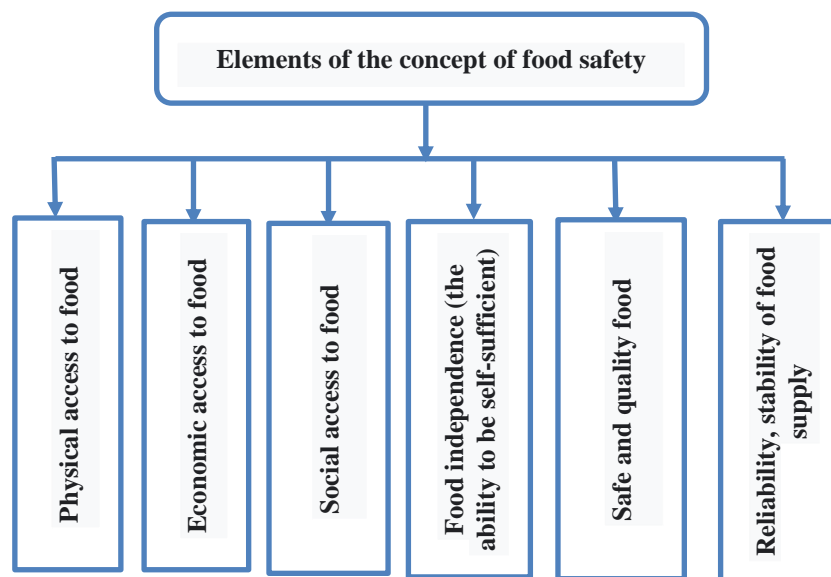 Elements of the concept of food safety
Physical access to food
Economic access to food
Social access to food
Food independence (the
ability to be self-sufficient)
Safe and quality food
Reliability, stability of food
supply